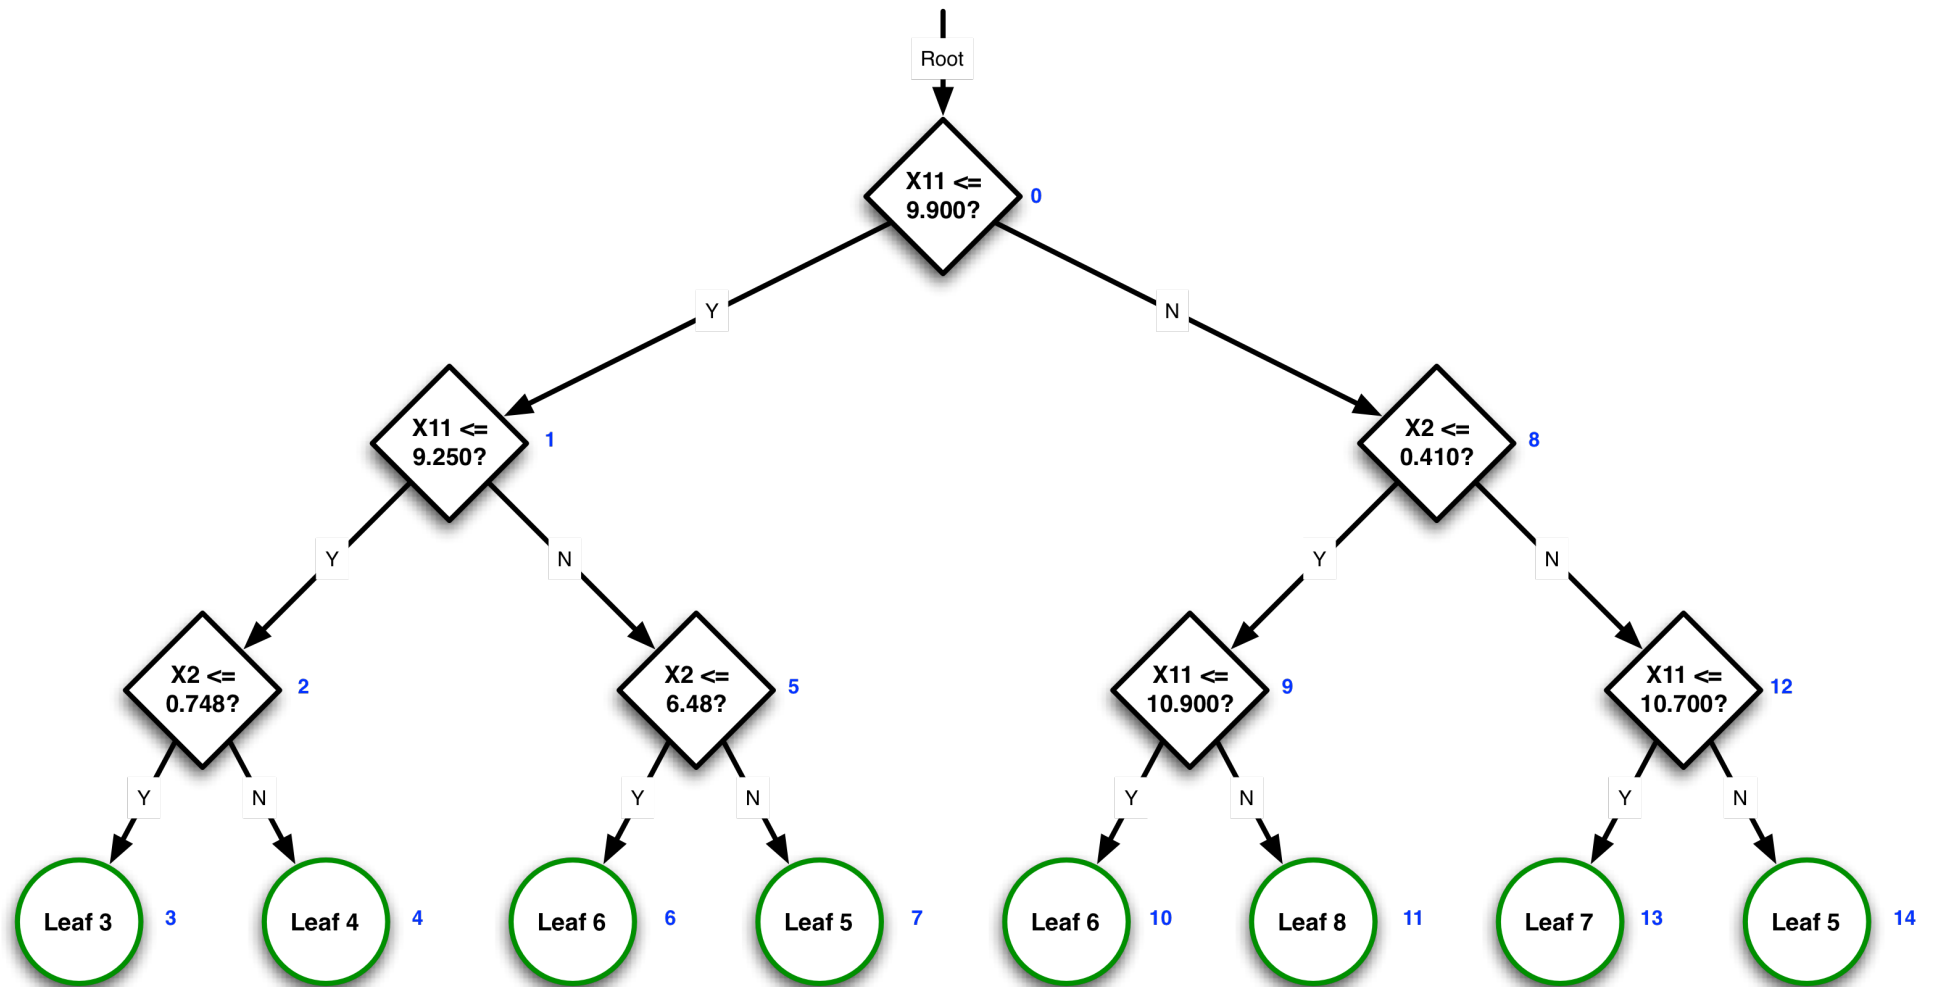 Root
X11 <=
9.900?
0
Y
N
X11 <=
9.250?
1
X2 <=
0.410?
8
Y
N
Y
N
X2 <=
0.748?
2
X2 <=
6.48?
5
X11 <=
10.900?
9
X11 <=
10.700?
12
Y
N
Y
N
Y
N
Y
N
Leaf 3
3
Leaf 4
4
Leaf 6
6
Leaf 5
7
Leaf 6
10
Leaf 8
11
Leaf 7
13
Leaf 5
14